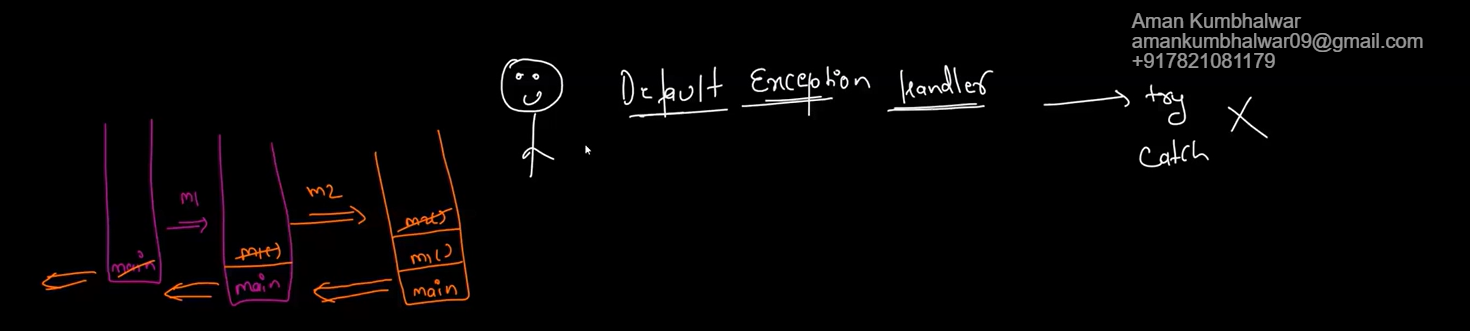 Aman Kumbhalwar
amankumbhalwar09@gmail.com
+917821081179
Default Exception Handler
try
catch
m1
m2
main
m1()
main
m2()
m1()
main